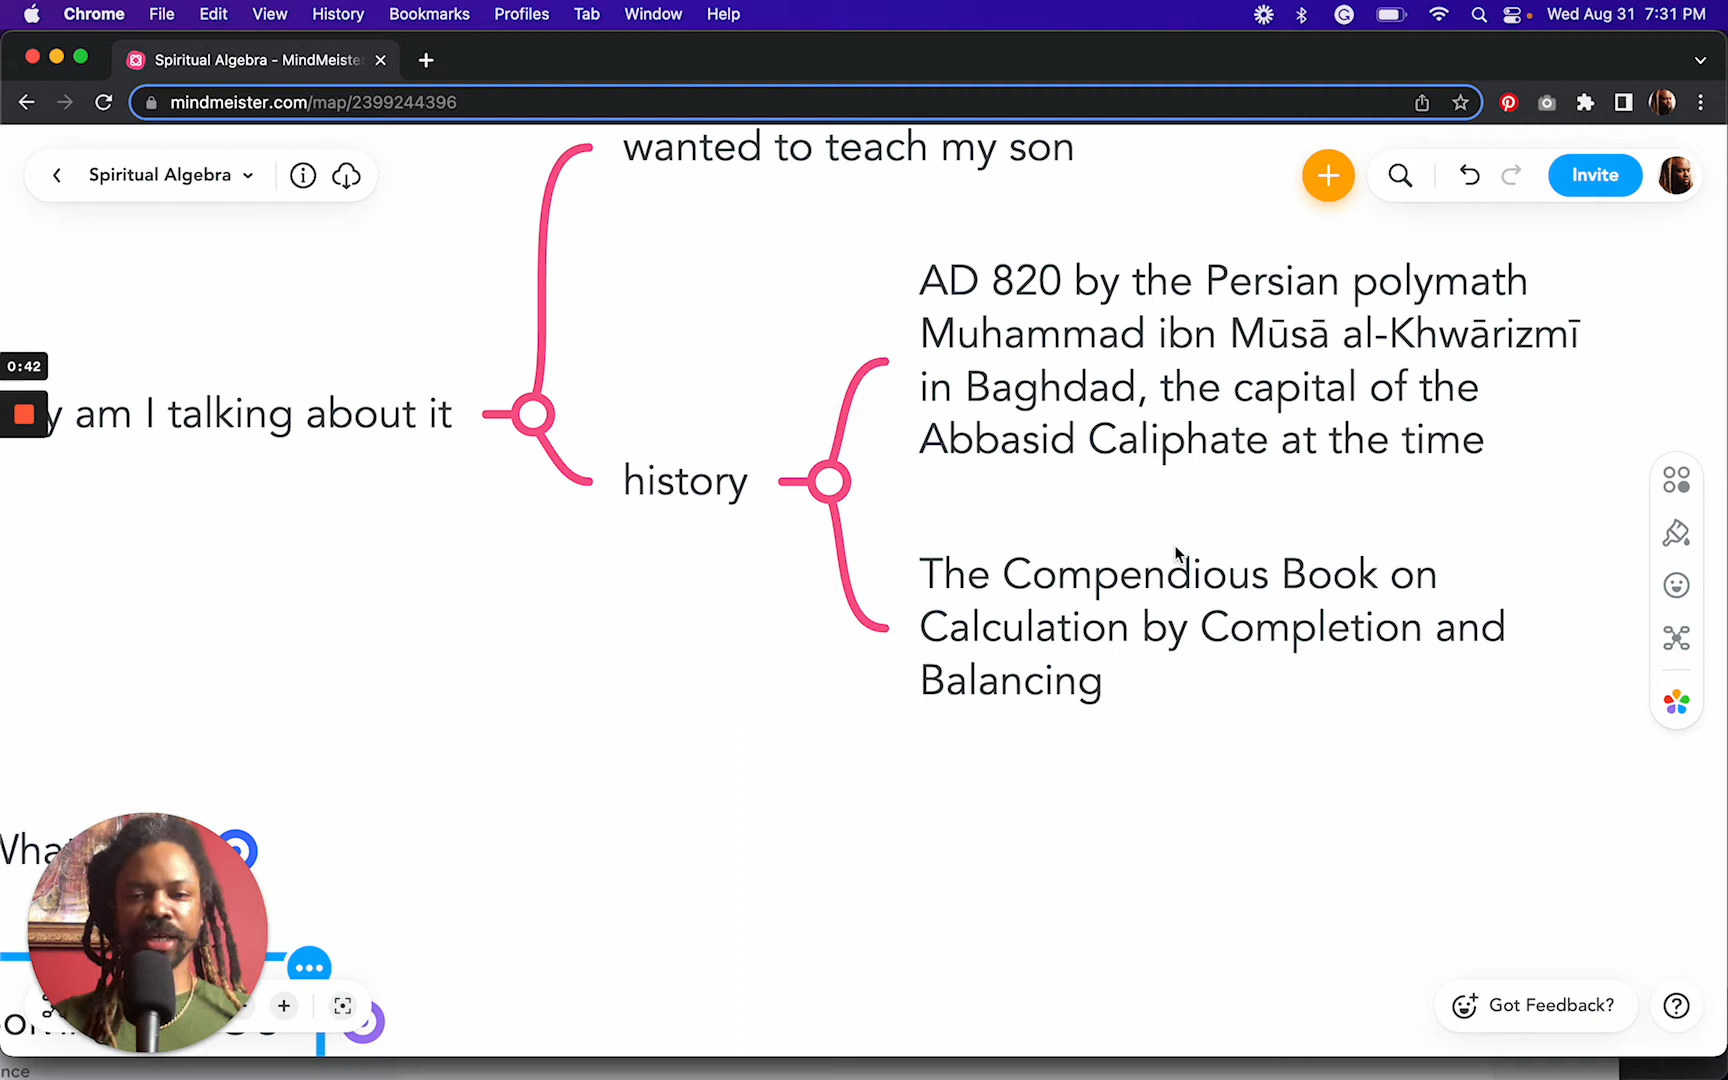 Chrome File Edit View History Bookmarks Profiles Tab Window Help Wed Aug 31 7:31 PM
Spiritual Algebra - MindMeiste
mindmeister.com/map/2399244396
wanted to teach my son
Spiritual Algebra
Invite
AD 820 by the Persian polymath
Muhammad ibn Mūsā al-Khwārizmī
in Baghdad, the capital of the
Abbasid Caliphate at the time
0:42
y am I talking about it
history
The Compendious Book on
Calculation by Completion and
Balancing
Wha
Got Feedback?
nce